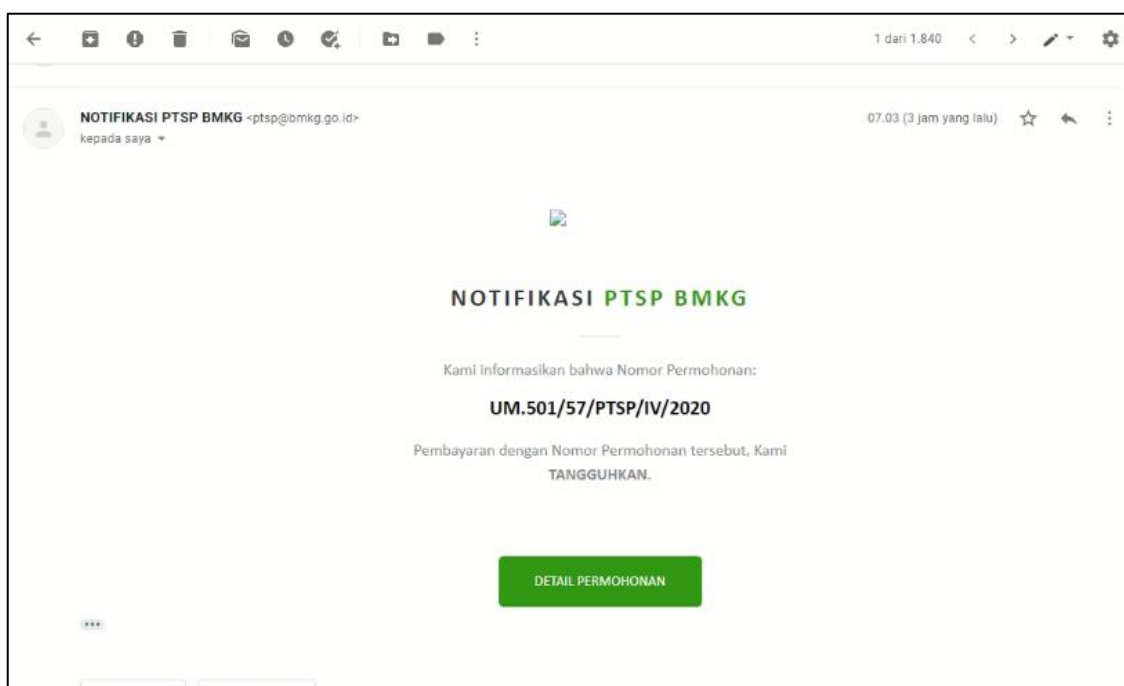 1 dari 1.840
NOTIFIKASI PTSP BMKG <ptsp@bmkg.go.id>
07.03 (3 jam yang lalu)
kepada saya
NOTIFIKASI PTSP BMKG
Kami informasikan bahwa Nomor Permohonan:
UM.501/57/PTSP/IV/2020
Pembayaran dengan Nomor Permohonan tersebut, Kami
TANGGUHKAN.
DETAIL PERMOHONAN